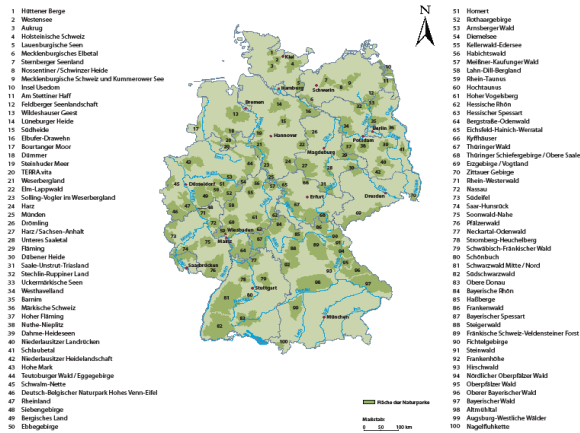 1 Hüttener Berge
2 Westensee
3 Aukrug
4 Holsteinische Schweiz
5 Lauenburgische Seen
6 Mecklenburgisches Elbetal
7 Sternberger Seenland
8 Nossentiner / Schwinzer Heide
9 Mecklenburgische Schweiz und Kummerower See
10 Insel Usedom
11 Am Stettiner Haff
12 Feldberger Seenlandschaft
13 Wildeshauser Geest
14 Lüneburger Heide
15 Südheide
16 Elbufer-Drawehn
17 Bourtanger Moor
18 Dümmer
19 Steinhuder Meer
20 TERRA.vita
21 Weserbergland
22 Elm-Lappwald
23 Solling-Vogler im Weserbergland
24 Harz
25 Münden
26 Drömling
27 Harz / Sachsen-Anhalt
28 Unteres Saaletal
29 Fläming
30 Dübener Heide
31 Saale-Unstrut-Triasland
32 Stechlin-Ruppiner Land
33 Uckermärkische Seen
34 Westhavelland
35 Barnim
36 Märkische Schweiz
37 Hoher Fläming
38 Nuthe-Nieplitz
39 Dahme-Heideseen
40 Niederlausitzer Landrücken
41 Schlaubetal
42 Niederlausitzer Heidelandschaft
43 Hohe Mark
44 Teutoburger Wald / Eggegebirge
45 Schwalm-Nette
46 Deutsch-Belgischer Naturpark Hohes Venn-Eifel
47 Rheinland
48 Siebengebirge
49 Bergisches Land
50 Ebbegebirge
N
Kiel
Hamburg
Schwerin
Bremen
Berlin
Hannover
Potsdam
Magdeburg
Düsseldorf
Erfurt
Dresden
Wiesbaden
Mainz
Saarbrücken
Stuttgart
München
Fläche der Naturparke
Maßstab:
0 50 100 km
51 Homert
52 Rothaargebirge
53 Arnsberger Wald
54 Diemelsee
55 Kellerwald-Edersee
56 Habichtswald
57 Meißner-Kaufunger Wald
58 Lahn-Dill-Bergland
59 Rhein-Taunus
60 Hochtaunus
61 Hoher Vogelsberg
62 Hessische Rhön
63 Hessischer Spessart
64 Bergstraße-Odenwald
65 Eichsfeld-Hainich-Werratal
66 Kyffhäuser
67 Thüringer Wald
68 Thüringer Schiefergebirge / Obere Saale
69 Erzgebirge / Vogtland
70 Zittauer Gebirge
71 Rhein-Westerwald
72 Nassau
73 Südeifel
74 Saar-Hunsrück
75 Soonwald-Nahe
76 Pfälzerwald
77 Neckartal-Odenwald
78 Stromberg-Heuchelberg
79 Schwäbisch-Fränkischer Wald
80 Schönbuch
81 Schwarzwald Mitte / Nord
82 Südschwarzwald
83 Obere Donau
84 Bayerische Rhön
85 Haßberge
86 Frankenwald
87 Bayerischer Spessart
88 Steigerwald
89 Fränkische Schweiz-Veldensteiner Forst
90 Fichtelgebirge
91 Steinwald
92 Frankenhöhe
93 Hirschwald
94 Nördlicher Oberpfälzer Wald
95 Oberpfälzer Wald
96 Oberer Bayerischer Wald
97 Bayerischer Wald
98 Altmühltal
99 Augsburg-Westliche Wälder
100 Nagelfluhkette